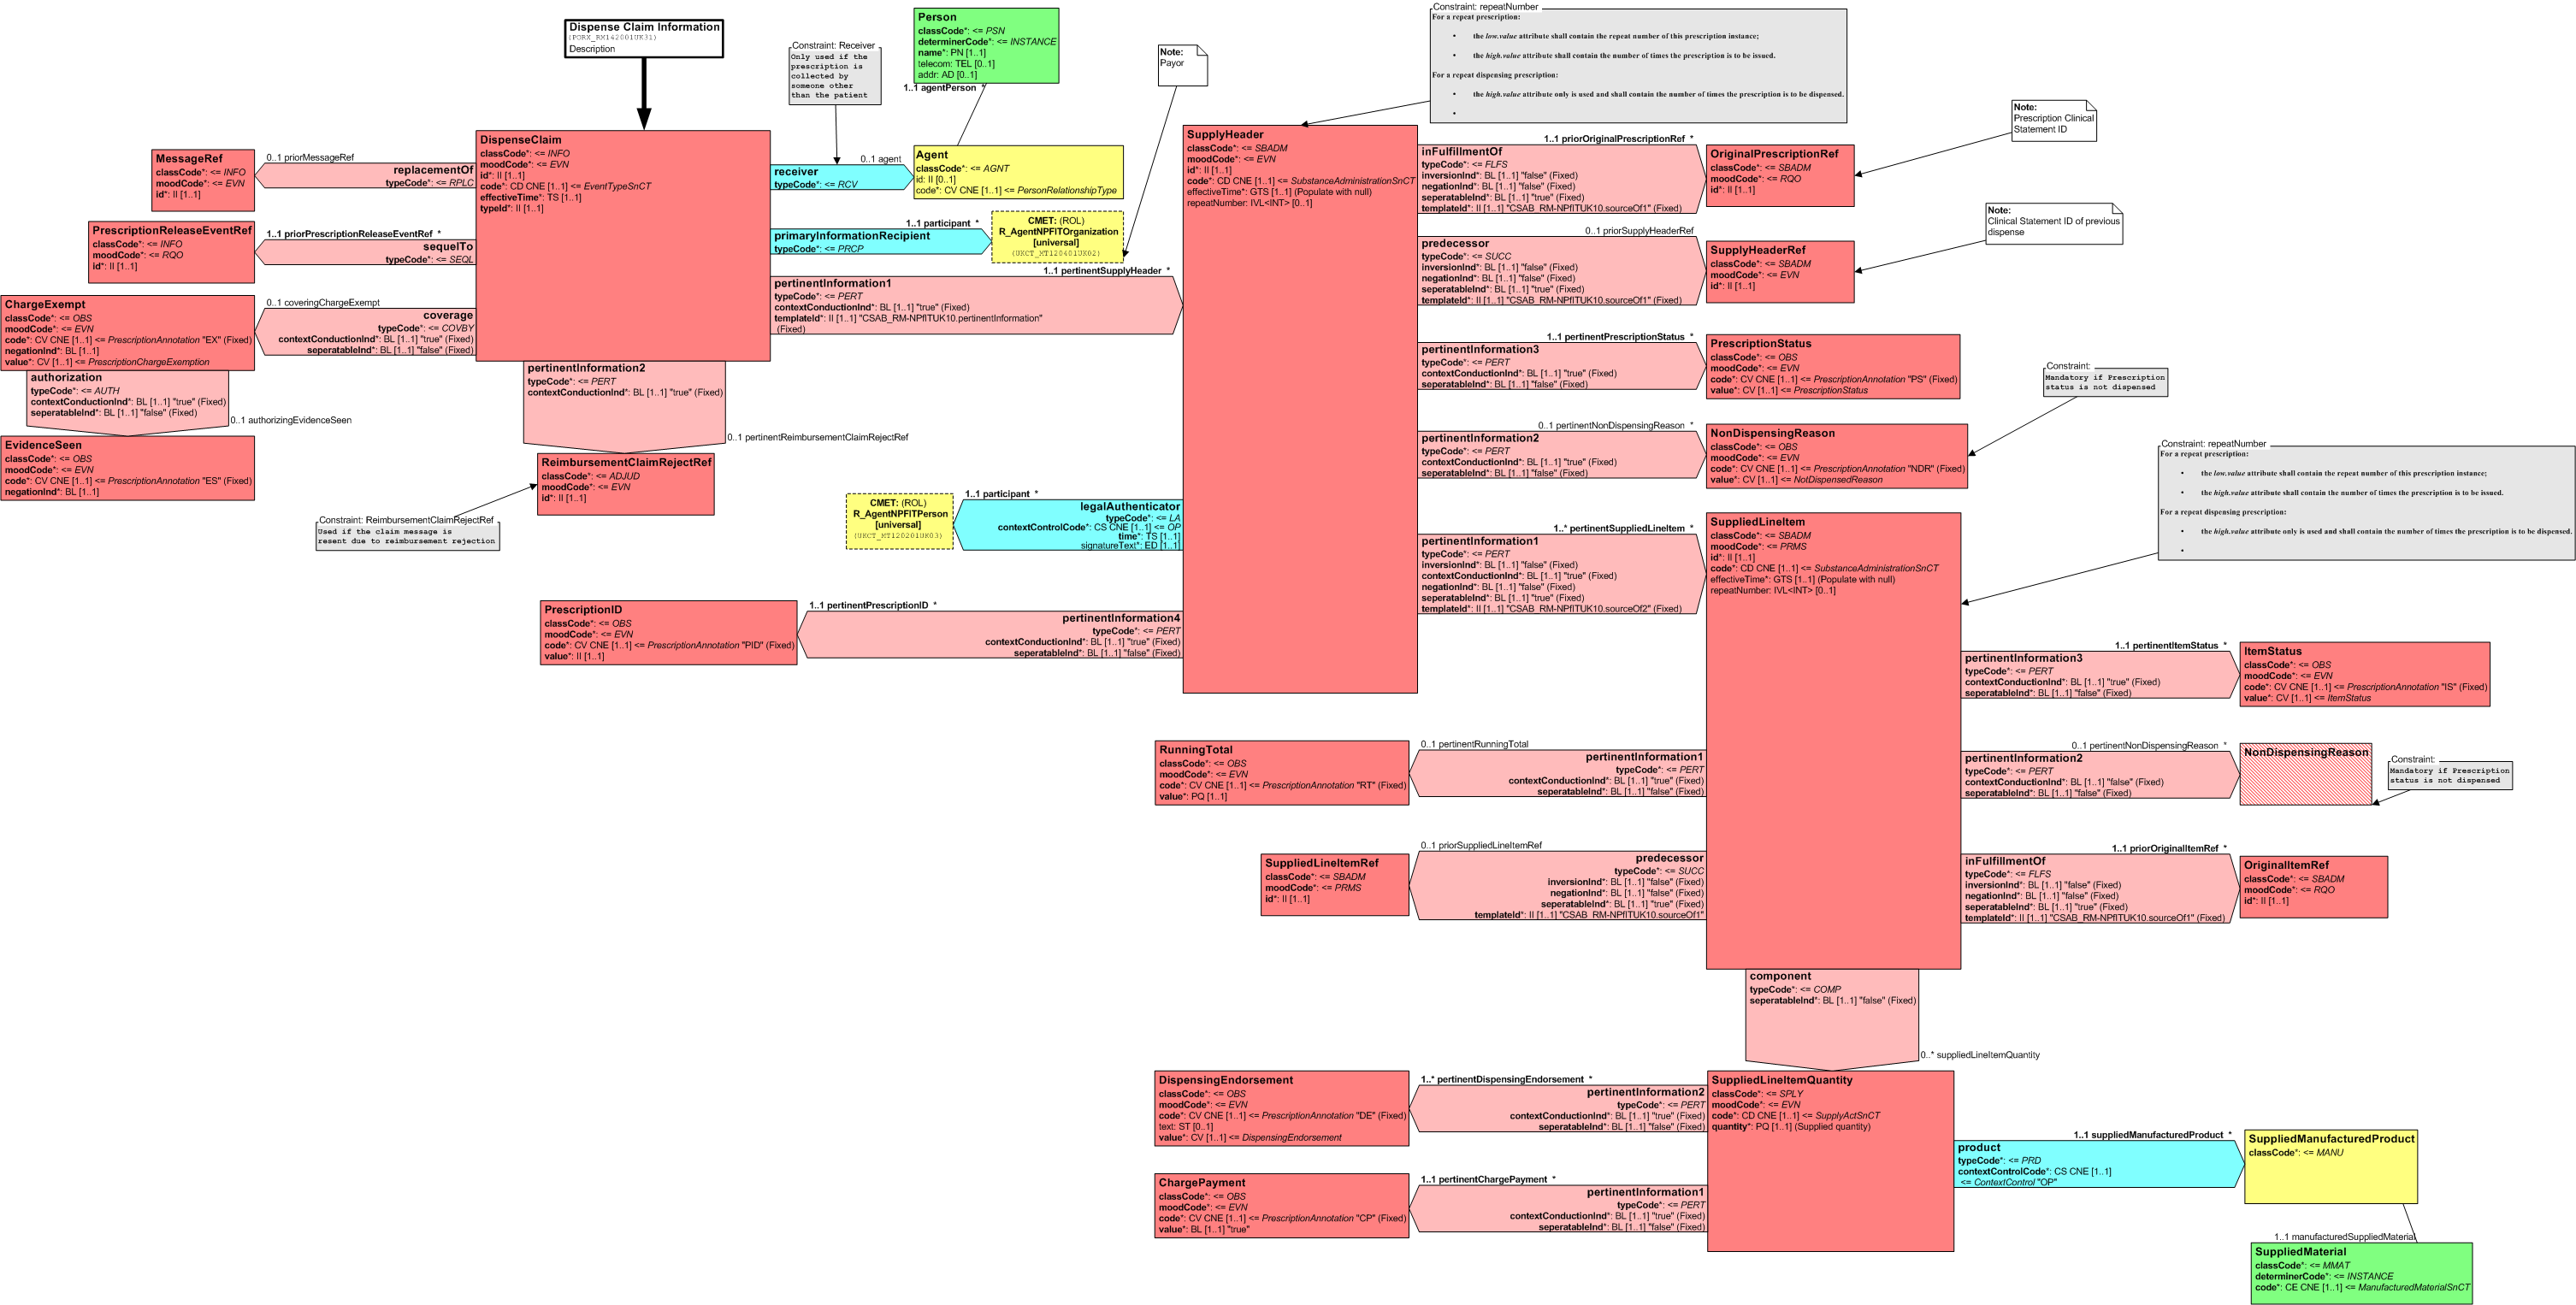 Dispense Claim Information
(PORX_RM142001UK31)
Description
Constraint: Receiver
Only used if the
prescription is
collected by
someone other
than the patient
Person
classCode*: <= PSN
determinerCode*: <= INSTANCE
name*: PN [1..1]
telecom: TEL [0..1]
addr: AD [0..1]
1..1 agentPerson *
Note:
Payor
Constraint: repeatNumber
For a repeat prescription:
• the low.value attribute shall contain the repeat number of this prescription instance;
• the high.value attribute shall contain the number of times the prescription is to be issued.
For a repeat dispensing prescription:
• the high.value attribute only is used and shall contain the number of times the prescription is to be dispensed.
•
Note:
Prescription Clinical
Statement ID
MessageRef
classCode*: <= INFO
moodCode*: <= EVN
id*: II [1..1]
0..1 priorMessageRef
replacementOf
typeCode*: <= RPLC
DispenseClaim
classCode*: <= INFO
moodCode*: <= EVN
id*: II [1..1]
code*: CD CNE [1..1] <= EventTypeSnCT
effectiveTime*: TS [1..1]
typeId*: II [1..1]
0..1 agent
receiver
typeCode*: <= RCV
Agent
classCode*: <= AGNT
id: II [0..1]
code*: CV CNE [1..1] <= PersonRelationshipType
SupplyHeader
classCode*: <= SBADM
moodCode*: <= EVN
id*: II [1..1]
code*: CD CNE [1..1] <= SubstanceAdministrationSnCT
effectiveTime*: GTS [1..1] (Populate with null)
repeatNumber: IVL<INT> [0..1]
1..1 priorOriginalPrescriptionRef *
inFulfillmentOf
typeCode*: <= FLFS
inversionInd*: BL [1..1] "false" (Fixed)
negationInd*: BL [1..1] "false" (Fixed)
seperatableInd*: BL [1..1] "true" (Fixed)
templateId*: II [1..1] "CSAB_RM-NPfITUK10.sourceOf1" (Fixed)
OriginalPrescriptionRef
classCode*: <= SBADM
moodCode*: <= RQO
id*: II [1..1]
PrescriptionReleaseEventRef
classCode*: <= INFO
moodCode*: <= RQO
id*: II [1..1]
1..1 priorPrescriptionReleaseEventRef *
sequelTo
typeCode*: <= SEQL
1..1 participant *
primaryInformationRecipient
typeCode*: <= PRCP
CMET: (ROL)
R_AgentNPFITOrganization
[universal]
(UKCT_MT120401UK02)
0..1 priorSupplyHeaderRef
predecessor
typeCode*: <= SUCC
inversionInd*: BL [1..1] "false" (Fixed)
negationInd*: BL [1..1] "false" (Fixed)
seperatableInd*: BL [1..1] "true" (Fixed)
templateId*: II [1..1] "CSAB_RM-NPfITUK10.sourceOf1" (Fixed)
SupplyHeaderRef
classCode*: <= SBADM
moodCode*: <= EVN
id*: II [1..1]
Note:
Clinical Statement ID of previous
dispense
1..1 pertinentSupplyHeader *
pertinentInformation1
typeCode*: <= PERT
contextConductionInd*: BL [1..1] "true" (Fixed)
templateId*: II [1..1] "CSAB_RM-NPfITUK10.pertinentInformation"
(Fixed)
ChargeExempt
classCode*: <= OBS
moodCode*: <= EVN
code*: CV CNE [1..1] <= PrescriptionAnnotation "EX" (Fixed)
negationInd*: BL [1..1]
value*: CV [1..1] <= PrescriptionChargeExemption
0..1 coveringChargeExempt
coverage
typeCode*: <= COVBY
contextConductionInd*: BL [1..1] "true" (Fixed)
seperatableInd*: BL [1..1] "false" (Fixed)
authorization
typeCode*: <= AUTH
contextConductionInd*: BL [1..1] "true" (Fixed)
seperatableInd*: BL [1..1] "false" (Fixed)
0..1 authorizingEvidenceSeen
EvidenceSeen
classCode*: <= OBS
moodCode*: <= EVN
code*: CV CNE [1..1] <= PrescriptionAnnotation "ES" (Fixed)
negationInd*: BL [1..1]
pertinentInformation2
typeCode*: <= PERT
contextConductionInd*: BL [1..1] "true" (Fixed)
0..1 pertinentReimbursementClaimRejectRef
ReimbursementClaimRejectRef
classCode*: <= ADJUD
moodCode*: <= EVN
id*: II [1..1]
Constraint: ReimbursementClaimRejectRef
Used if the claim message is
resent due to reimbursement rejection
1..1 pertinentPrescriptionStatus *
pertinentInformation3
typeCode*: <= PERT
contextConductionInd*: BL [1..1] "true" (Fixed)
seperatableInd*: BL [1..1] "false" (Fixed)
PrescriptionStatus
classCode*: <= OBS
moodCode*: <= EVN
code*: CV CNE [1..1] <= PrescriptionAnnotation "PS" (Fixed)
value*: CV [1..1] <= PrescriptionStatus
Constraint:
Mandatory if Prescription
status is not dispensed
0..1 pertinentNonDispensingReason *
pertinentInformation2
typeCode*: <= PERT
contextConductionInd*: BL [1..1] "true" (Fixed)
seperatableInd*: BL [1..1] "false" (Fixed)
NonDispensingReason
classCode*: <= OBS
moodCode*: <= EVN
code*: CV CNE [1..1] <= PrescriptionAnnotation "NDR" (Fixed)
value*: CV [1..1] <= NotDispensedReason
Constraint: repeatNumber
For a repeat prescription:
• the low.value attribute shall contain the repeat number of this prescription instance;
• the high.value attribute shall contain the number of times the prescription is to be issued.
For a repeat dispensing prescription:
• the high.value attribute only is used and shall contain the number of times the prescription is to be dispensed.
•
CMET: (ROL)
R_AgentNPFITPerson
[universal]
(UKCT_MT120201UK03)
1..1 participant *
legalAuthenticator
typeCode*: <= LA
contextControlCode*: CS CNE [1..1] <= OP
time*: TS [1..1]
signatureText*: ED [1..1]
1..* pertinentSuppliedLineItem *
pertinentInformation1
typeCode*: <= PERT
inversionInd*: BL [1..1] "false" (Fixed)
contextConductionInd*: BL [1..1] "true" (Fixed)
negationInd*: BL [1..1] "false" (Fixed)
seperatableInd*: BL [1..1] "true" (Fixed)
templateId*: II [1..1] "CSAB_RM-NPfITUK10.sourceOf2" (Fixed)
SuppliedLineItem
classCode*: <= SBADM
moodCode*: <= PRMS
id*: II [1..1]
code*: CD CNE [1..1] <= SubstanceAdministrationSnCT
effectiveTime*: GTS [1..1] (Populate with null)
repeatNumber: IVL<INT> [0..1]
PrescriptionID
classCode*: <= OBS
moodCode*: <= EVN
code*: CV CNE [1..1] <= PrescriptionAnnotation "PID" (Fixed)
value*: II [1..1]
1..1 pertinentPrescriptionID *
pertinentInformation4
typeCode*: <= PERT
contextConductionInd*: BL [1..1] "true" (Fixed)
seperatableInd*: BL [1..1] "false" (Fixed)
1..1 pertinentItemStatus *
pertinentInformation3
typeCode*: <= PERT
contextConductionInd*: BL [1..1] "true" (Fixed)
seperatableInd*: BL [1..1] "false" (Fixed)
ItemStatus
classCode*: <= OBS
moodCode*: <= EVN
code*: CV CNE [1..1] <= PrescriptionAnnotation "IS" (Fixed)
value*: CV [1..1] <= ItemStatus
RunningTotal
classCode*: <= OBS
moodCode*: <= EVN
code*: CV CNE [1..1] <= PrescriptionAnnotation "RT" (Fixed)
value*: PQ [1..1]
0..1 pertinentRunningTotal
pertinentInformation1
typeCode*: <= PERT
contextConductionInd*: BL [1..1] "true" (Fixed)
seperatableInd*: BL [1..1] "false" (Fixed)
0..1 pertinentNonDispensingReason *
pertinentInformation2
typeCode*: <= PERT
contextConductionInd*: BL [1..1] "false" (Fixed)
seperatableInd*: BL [1..1] "false" (Fixed)
NonDispensingReason
Constraint:
Mandatory if Prescription
status is not dispensed
SuppliedLineItemRef
classCode*: <= SBADM
moodCode*: <= PRMS
id*: II [1..1]
0..1 priorSuppliedLineItemRef
predecessor
typeCode*: <= SUCC
inversionInd*: BL [1..1] "false" (Fixed)
negationInd*: BL [1..1] "false" (Fixed)
seperatableInd*: BL [1..1] "true" (Fixed)
templateId*: II [1..1] "CSAB_RM-NPfITUK10.sourceOf1"
1..1 priorOriginalItemRef *
inFulfillmentOf
typeCode*: <= FLFS
inversionInd*: BL [1..1] "false" (Fixed)
negationInd*: BL [1..1] "false" (Fixed)
seperatableInd*: BL [1..1] "true" (Fixed)
templateId*: II [1..1] "CSAB_RM-NPfITUK10.sourceOf1" (Fixed)
OriginalItemRef
classCode*: <= SBADM
moodCode*: <= RQO
id*: II [1..1]
component
typeCode*: <= COMP
seperatableInd*: BL [1..1] "false" (Fixed)
0..* suppliedLineItemQuantity
DispensingEndorsement
classCode*: <= OBS
moodCode*: <= EVN
code*: CV CNE [1..1] <= PrescriptionAnnotation "DE" (Fixed)
text: ST [0..1]
value*: CV [1..1] <= DispensingEndorsement
1..* pertinentDispensingEndorsement *
pertinentInformation2
typeCode*: <= PERT
contextConductionInd*: BL [1..1] "true" (Fixed)
seperatableInd*: BL [1..1] "false" (Fixed)
SuppliedLineItemQuantity
classCode*: <= SPLY
moodCode*: <= EVN
code*: CD CNE [1..1] <= SupplyActSnCT
quantity*: PQ [1..1] (Supplied quantity)
1..1 suppliedManufacturedProduct *
product
typeCode*: <= PRD
contextControlCode*: CS CNE [1..1]
<= ContextControl "OP"
SuppliedManufacturedProduct
classCode*: <= MANU
ChargePayment
classCode*: <= OBS
moodCode*: <= EVN
code*: CV CNE [1..1] <= PrescriptionAnnotation "CP" (Fixed)
value*: BL [1..1] "true"
1..1 pertinentChargePayment *
pertinentInformation1
typeCode*: <= PERT
contextConductionInd*: BL [1..1] "true" (Fixed)
seperatableInd*: BL [1..1] "false" (Fixed)
1..1 manufacturedSuppliedMaterial
SuppliedMaterial
classCode*: <= MMAT
determinerCode*: <= INSTANCE
code*: CE CNE [1..1] <= ManufacturedMaterialSnCT